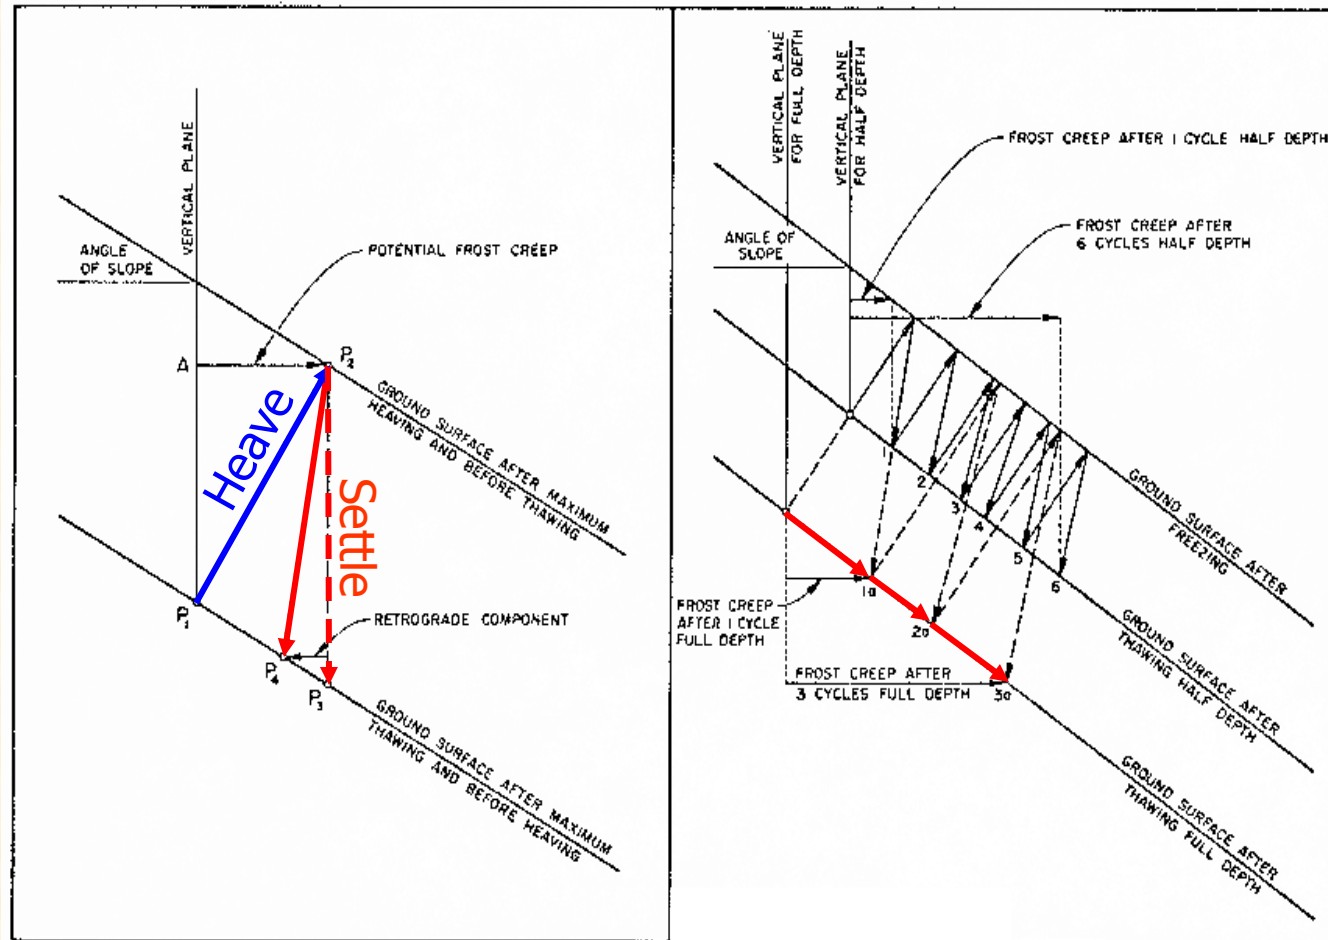 VERTICAL PLANE
ANGLE
OF SLOPE
POTENTIAL FROST CREEP
A
P2
Heave
Settle
GROUND SURFACE AFTER MAXIMUM
HEAVING AND BEFORE THAWING
P1
RETROGRADE COMPONENT
P4
P3
GROUND SURFACE AFTER MAXIMUM
THAWING AND BEFORE HEAVING
VERTICAL PLANE
FOR FULL DEPTH
VERTICAL PLANE
FOR HALF DEPTH
FROST CREEP AFTER 1 CYCLE HALF DEPTH
FROST CREEP AFTER
6 CYCLES HALF DEPTH
ANGLE OF
SLOPE
1
2
3
4
5
6
GROUND SURFACE AFTER
FREEZING
FROST CREEP
AFTER 1 CYCLE
FULL DEPTH
1a
2a
GROUND SURFACE AFTER
THAWING HALF DEPTH
FROST CREEP AFTER
3 CYCLES FULL DEPTH
3a
GROUND SURFACE AFTER
THAWING FULL DEPTH